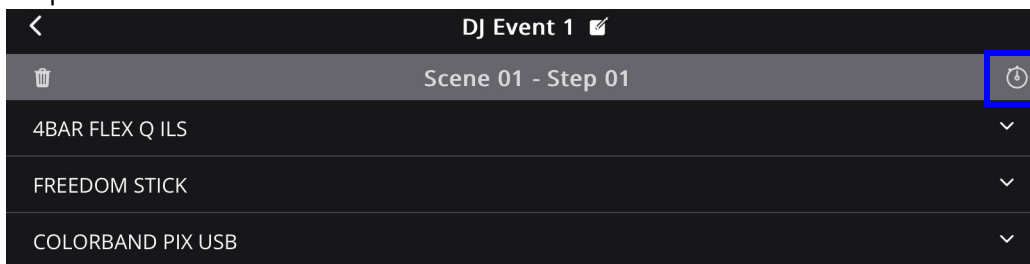 DJ Event 1
Scene 01 - Step 01
4BAR FLEX Q ILS
FREEDOM STICK
COLORBAND PIX USB